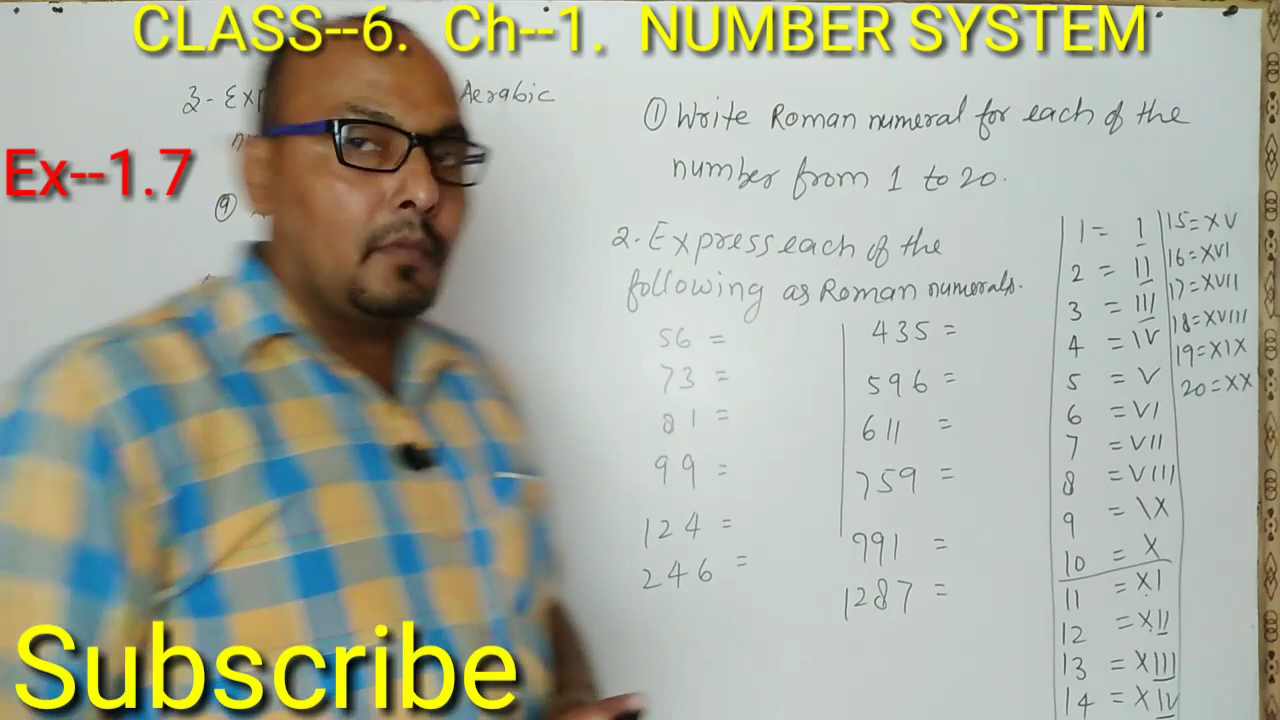 CLASS--6. Ch--1. NUMBER SYSTEM
Ex--1.7
3- Exp Aerabic
9
① Write Roman numeral for each of the
number from 1 to 20.
2. Express each of the
following as Roman numerals.
56 =
73 =
81 =
99 =
124 =
246 =
435 =
596 =
611 =
759 =
991 =
1287 =
1 = I
2 = II
3 = III
4 = IV
5 = V
6 = VI
7 = VII
8 = VIII
9 = IX
10 = X
11 = XI
12 = XII
13 = XIII
14 = XIV
15 = XV
16 = XVI
17 = XVII
18 = XVIII
19 = XIX
20 = XX
Subscribe